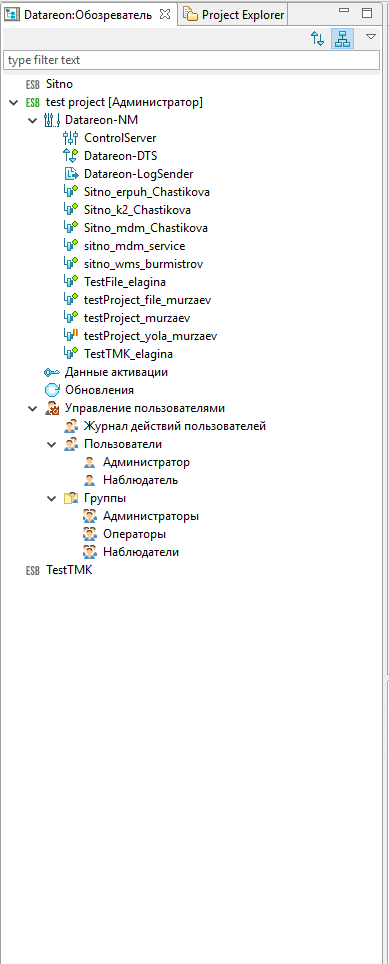 Datareon:Обозреватель
Project Explorer
type filter text
ESB Sitno
ESB test project [Администратор]
Datareon-NM
ControlServer
Datareon-DTS
Datareon-LogSender
Sitno_erpuh_Chastikova
Sitno_k2_Chastikova
Sitno_mdm_Chastikova
sitno_mdm_service
sitno_wms_burmistrov
TestFile_elagina
testProject_file_murzaev
testProject_murzaev
testProject_yola_murzaev
TestTMK_elagina
Данные активации
Обновления
Управление пользователями
Журнал действий пользователей
Пользователи
Администратор
Наблюдатель
Группы
Администраторы
Операторы
Наблюдатели
ESB TestTMK